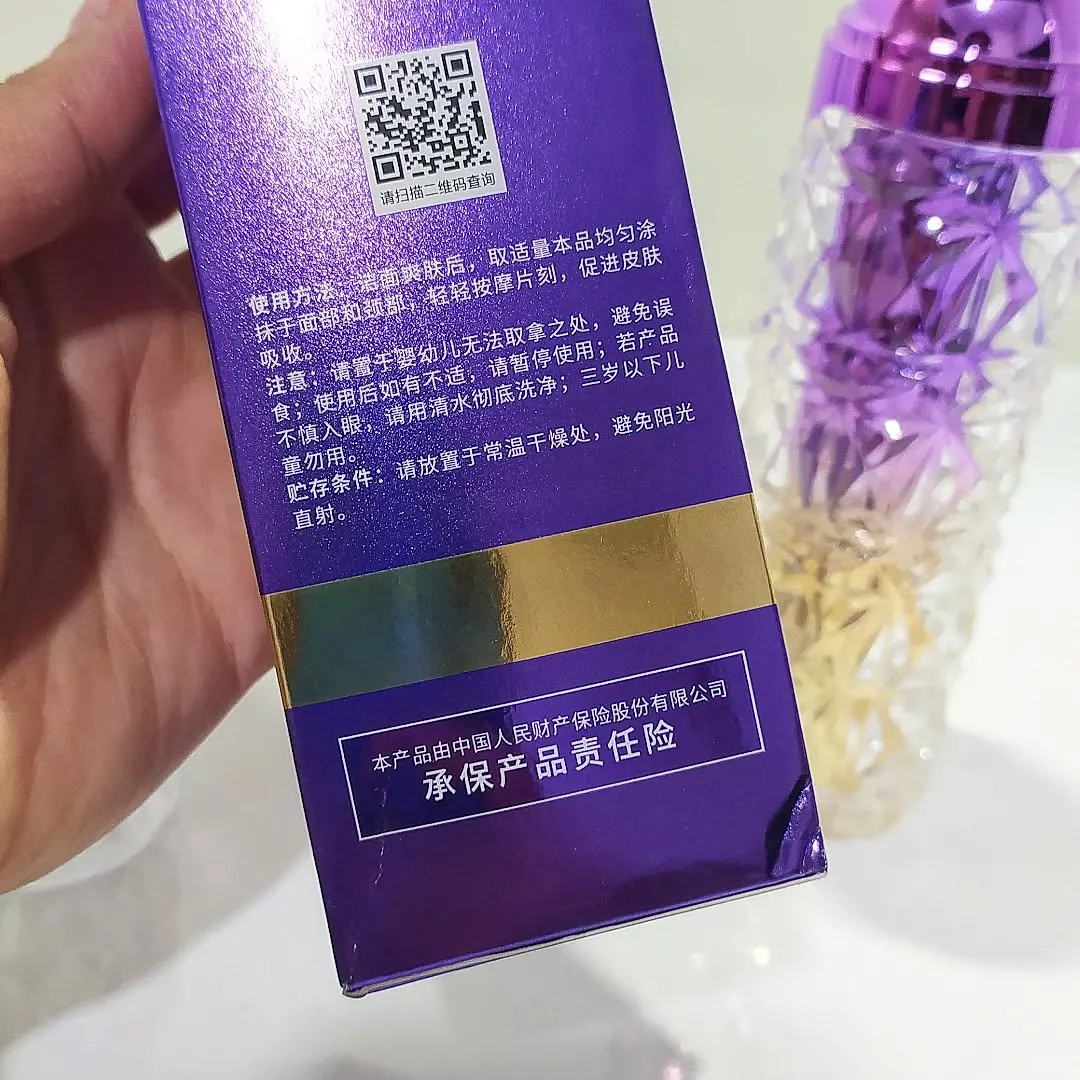 请扫描二维码查询
使用方法：洁面爽肤后，取适量本品均匀涂
抹于面部和颈部，轻轻按摩片刻，促进皮肤
吸收。
注意：请置于婴幼儿无法取拿之处，避免误
食；使用后如有不适，请暂停使用；若产品
不慎入眼，请用清水彻底洗净；三岁以下儿
童勿用。
贮存条件：请放置于常温干燥处，避免阳光
直射。
本产品由中国人民财产保险股份有限公司
承保产品责任险